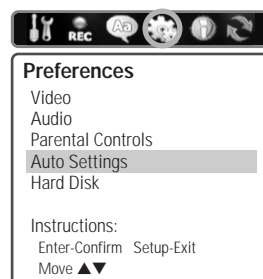 REC Aa
Preferences
Video
Audio
Parental Controls
Auto Settings
Hard Disk
Instructions:
Enter-Confirm Setup-Exit
Move ▲▼